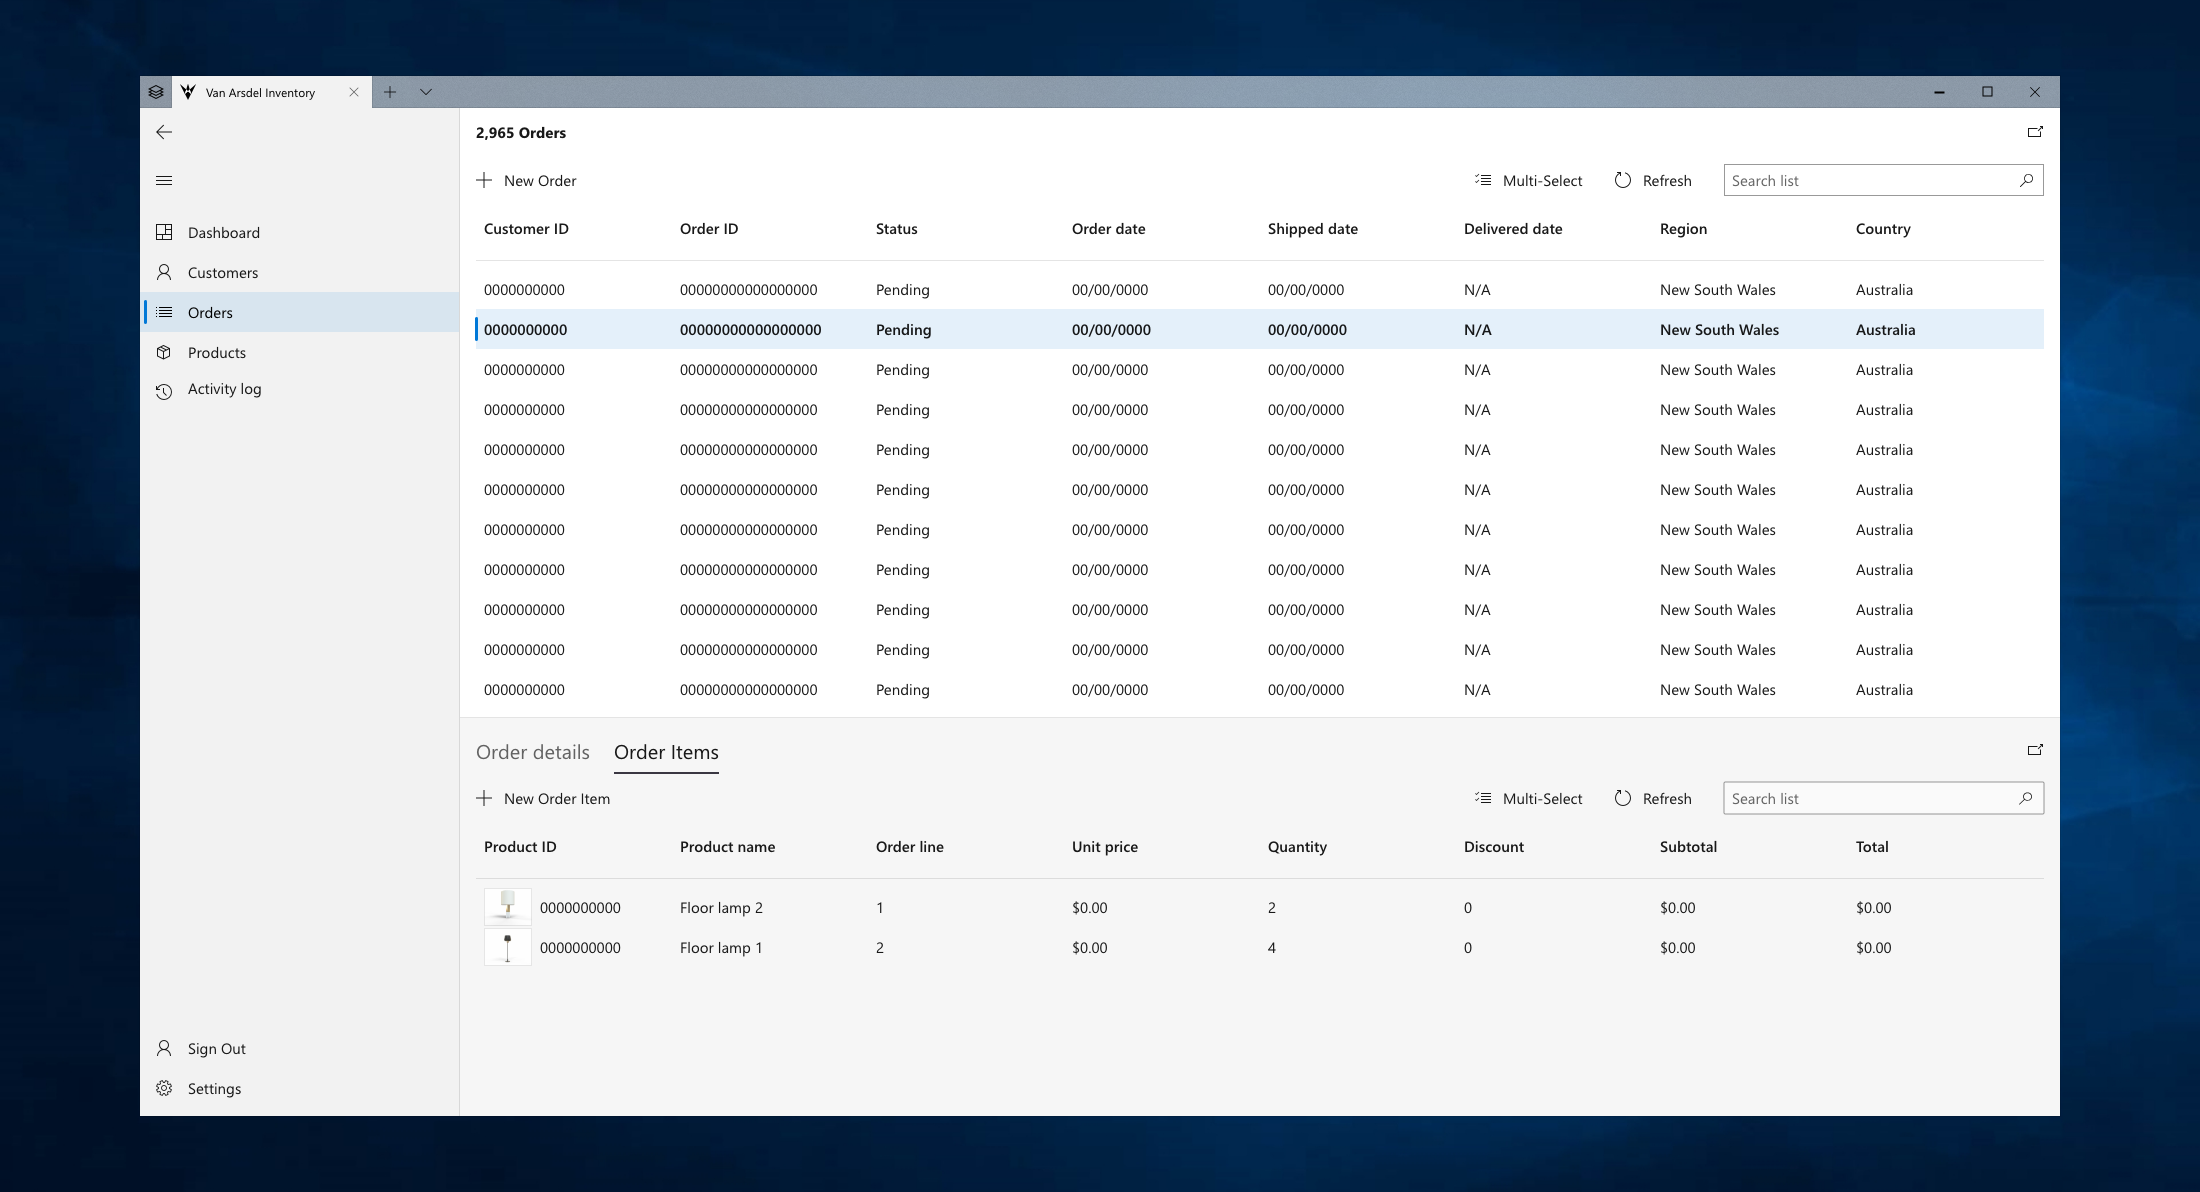 Van Arsdel Inventory
2,965 Orders
New Order Multi-Select Refresh Search list
Dashboard
Customers
Orders
Products
Activity log
Sign Out
Settings
Customer ID Order ID Status Order date Shipped date Delivered date Region Country
0000000000 00000000000000000 Pending 00/00/0000 00/00/0000 N/A New South Wales Australia
0000000000 00000000000000000 Pending 00/00/0000 00/00/0000 N/A New South Wales Australia
0000000000 00000000000000000 Pending 00/00/0000 00/00/0000 N/A New South Wales Australia
0000000000 00000000000000000 Pending 00/00/0000 00/00/0000 N/A New South Wales Australia
0000000000 00000000000000000 Pending 00/00/0000 00/00/0000 N/A New South Wales Australia
0000000000 00000000000000000 Pending 00/00/0000 00/00/0000 N/A New South Wales Australia
0000000000 00000000000000000 Pending 00/00/0000 00/00/0000 N/A New South Wales Australia
0000000000 00000000000000000 Pending 00/00/0000 00/00/0000 N/A New South Wales Australia
0000000000 00000000000000000 Pending 00/00/0000 00/00/0000 N/A New South Wales Australia
0000000000 00000000000000000 Pending 00/00/0000 00/00/0000 N/A New South Wales Australia
0000000000 00000000000000000 Pending 00/00/0000 00/00/0000 N/A New South Wales Australia
Order details Order Items
New Order Item Multi-Select Refresh Search list
Product ID Product name Order line Unit price Quantity Discount Subtotal Total
0000000000 Floor lamp 2 1 $0.00 2 0 $0.00 $0.00
0000000000 Floor lamp 1 2 $0.00 4 0 $0.00 $0.00